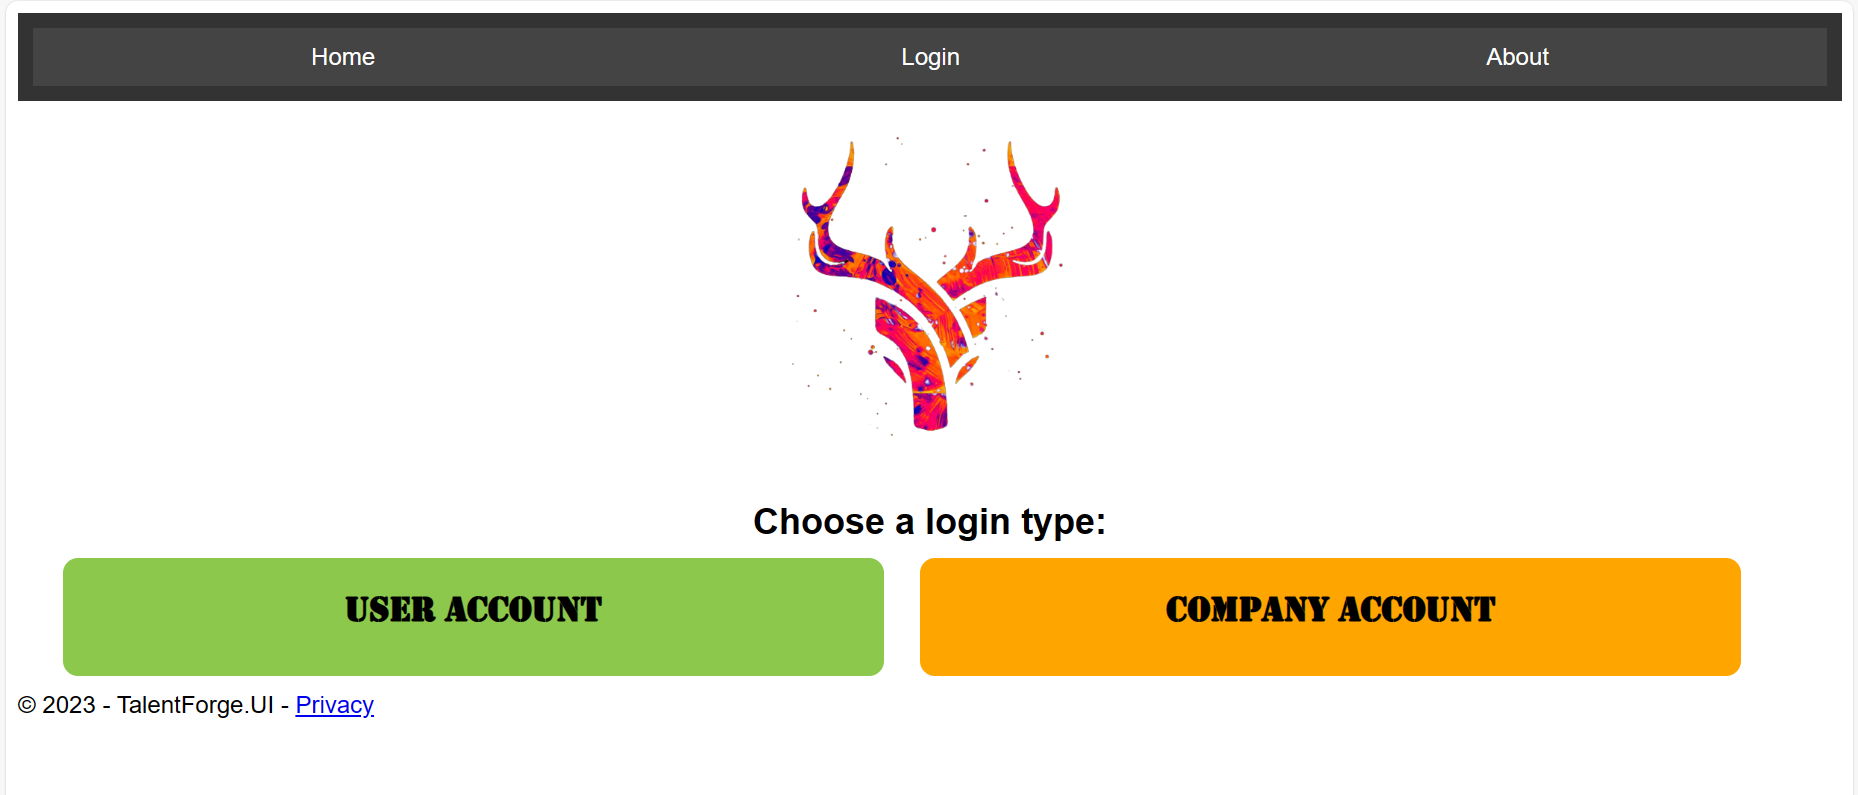 Home Login About
Choose a login type:
USER ACCOUNT COMPANY ACCOUNT
© 2023 - TalentForge.UI - Privacy